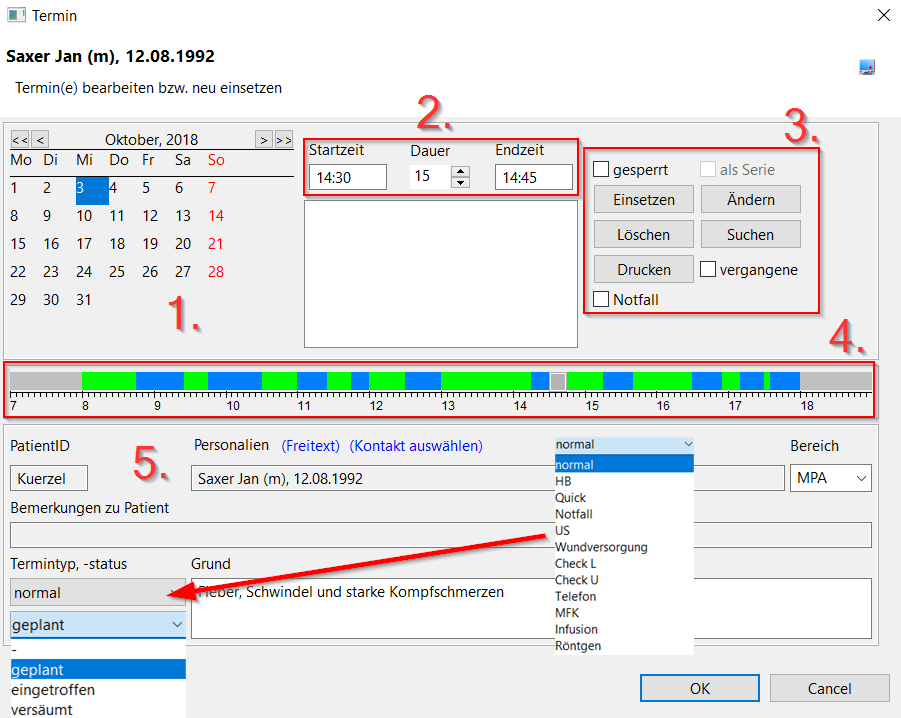 Termin
Saxer Jan (m), 12.08.1992
Termin(e) bearbeiten bzw. neu einsetzen
<< < Oktober, 2018 > >>
Mo Di Mi Do Fr Sa So
1 2 3 4 5 6 7
8 9 10 11 12 13 14
15 16 17 18 19 20 21
22 23 24 25 26 27 28
29 30 31
1.
2.
Startzeit Dauer Endzeit
14:30 15 14:45
3.
gesperrt als Serie
Einsetzen Ändern
Löschen Suchen
Drucken vergangene
Notfall
4.
7 8 9 10 11 12 13 14 15 16 17 18
5.
PatientID Personalien (Freitext) (Kontakt auswählen) Bereich
Kuerzel Saxer Jan (m), 12.08.1992 MPA
Bemerkungen zu Patient
Termintyp, -status Grund
normal Fieber, Schwindel und starke Kompfschmerzen
geplant
-
geplant
eingetroffen
versäumt
normal
normal
HB
Quick
Notfall
US
Wundversorgung
Check L
Check U
Telefon
MFK
Infusion
Röntgen
OK Cancel